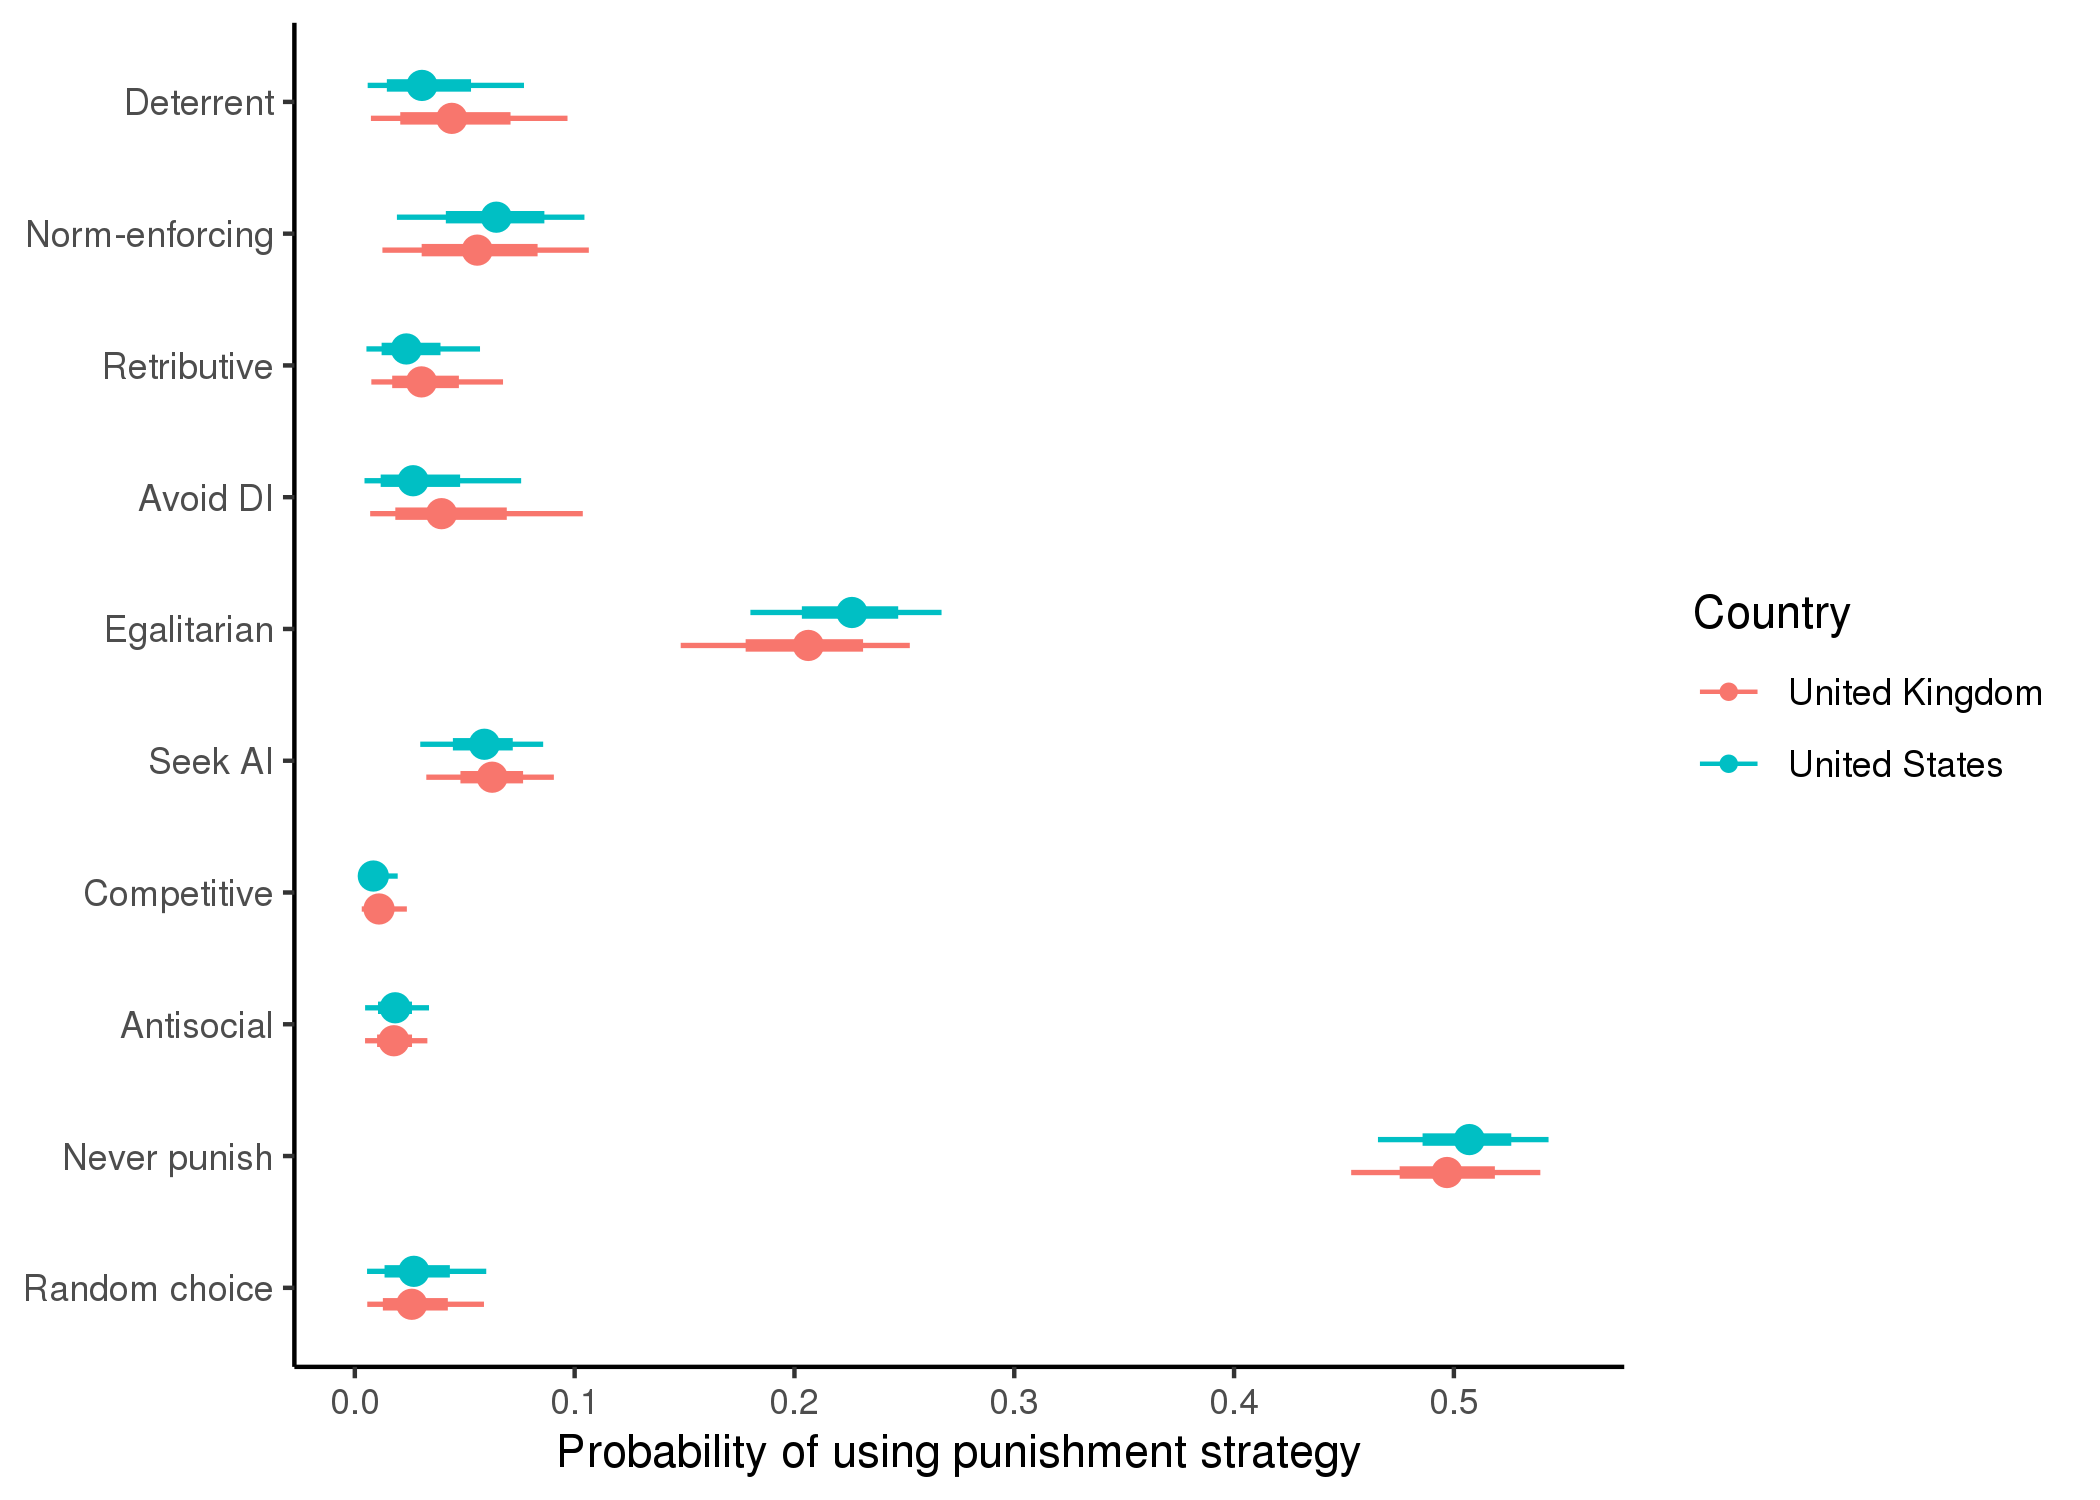 Deterrent
Norm-enforcing
Retributive
Avoid DI
Egalitarian
Seek AI
Competitive
Antisocial
Never punish
Random choice
0.0 0.1 0.2 0.3 0.4 0.5
Probability of using punishment strategy
Country
United Kingdom
United States